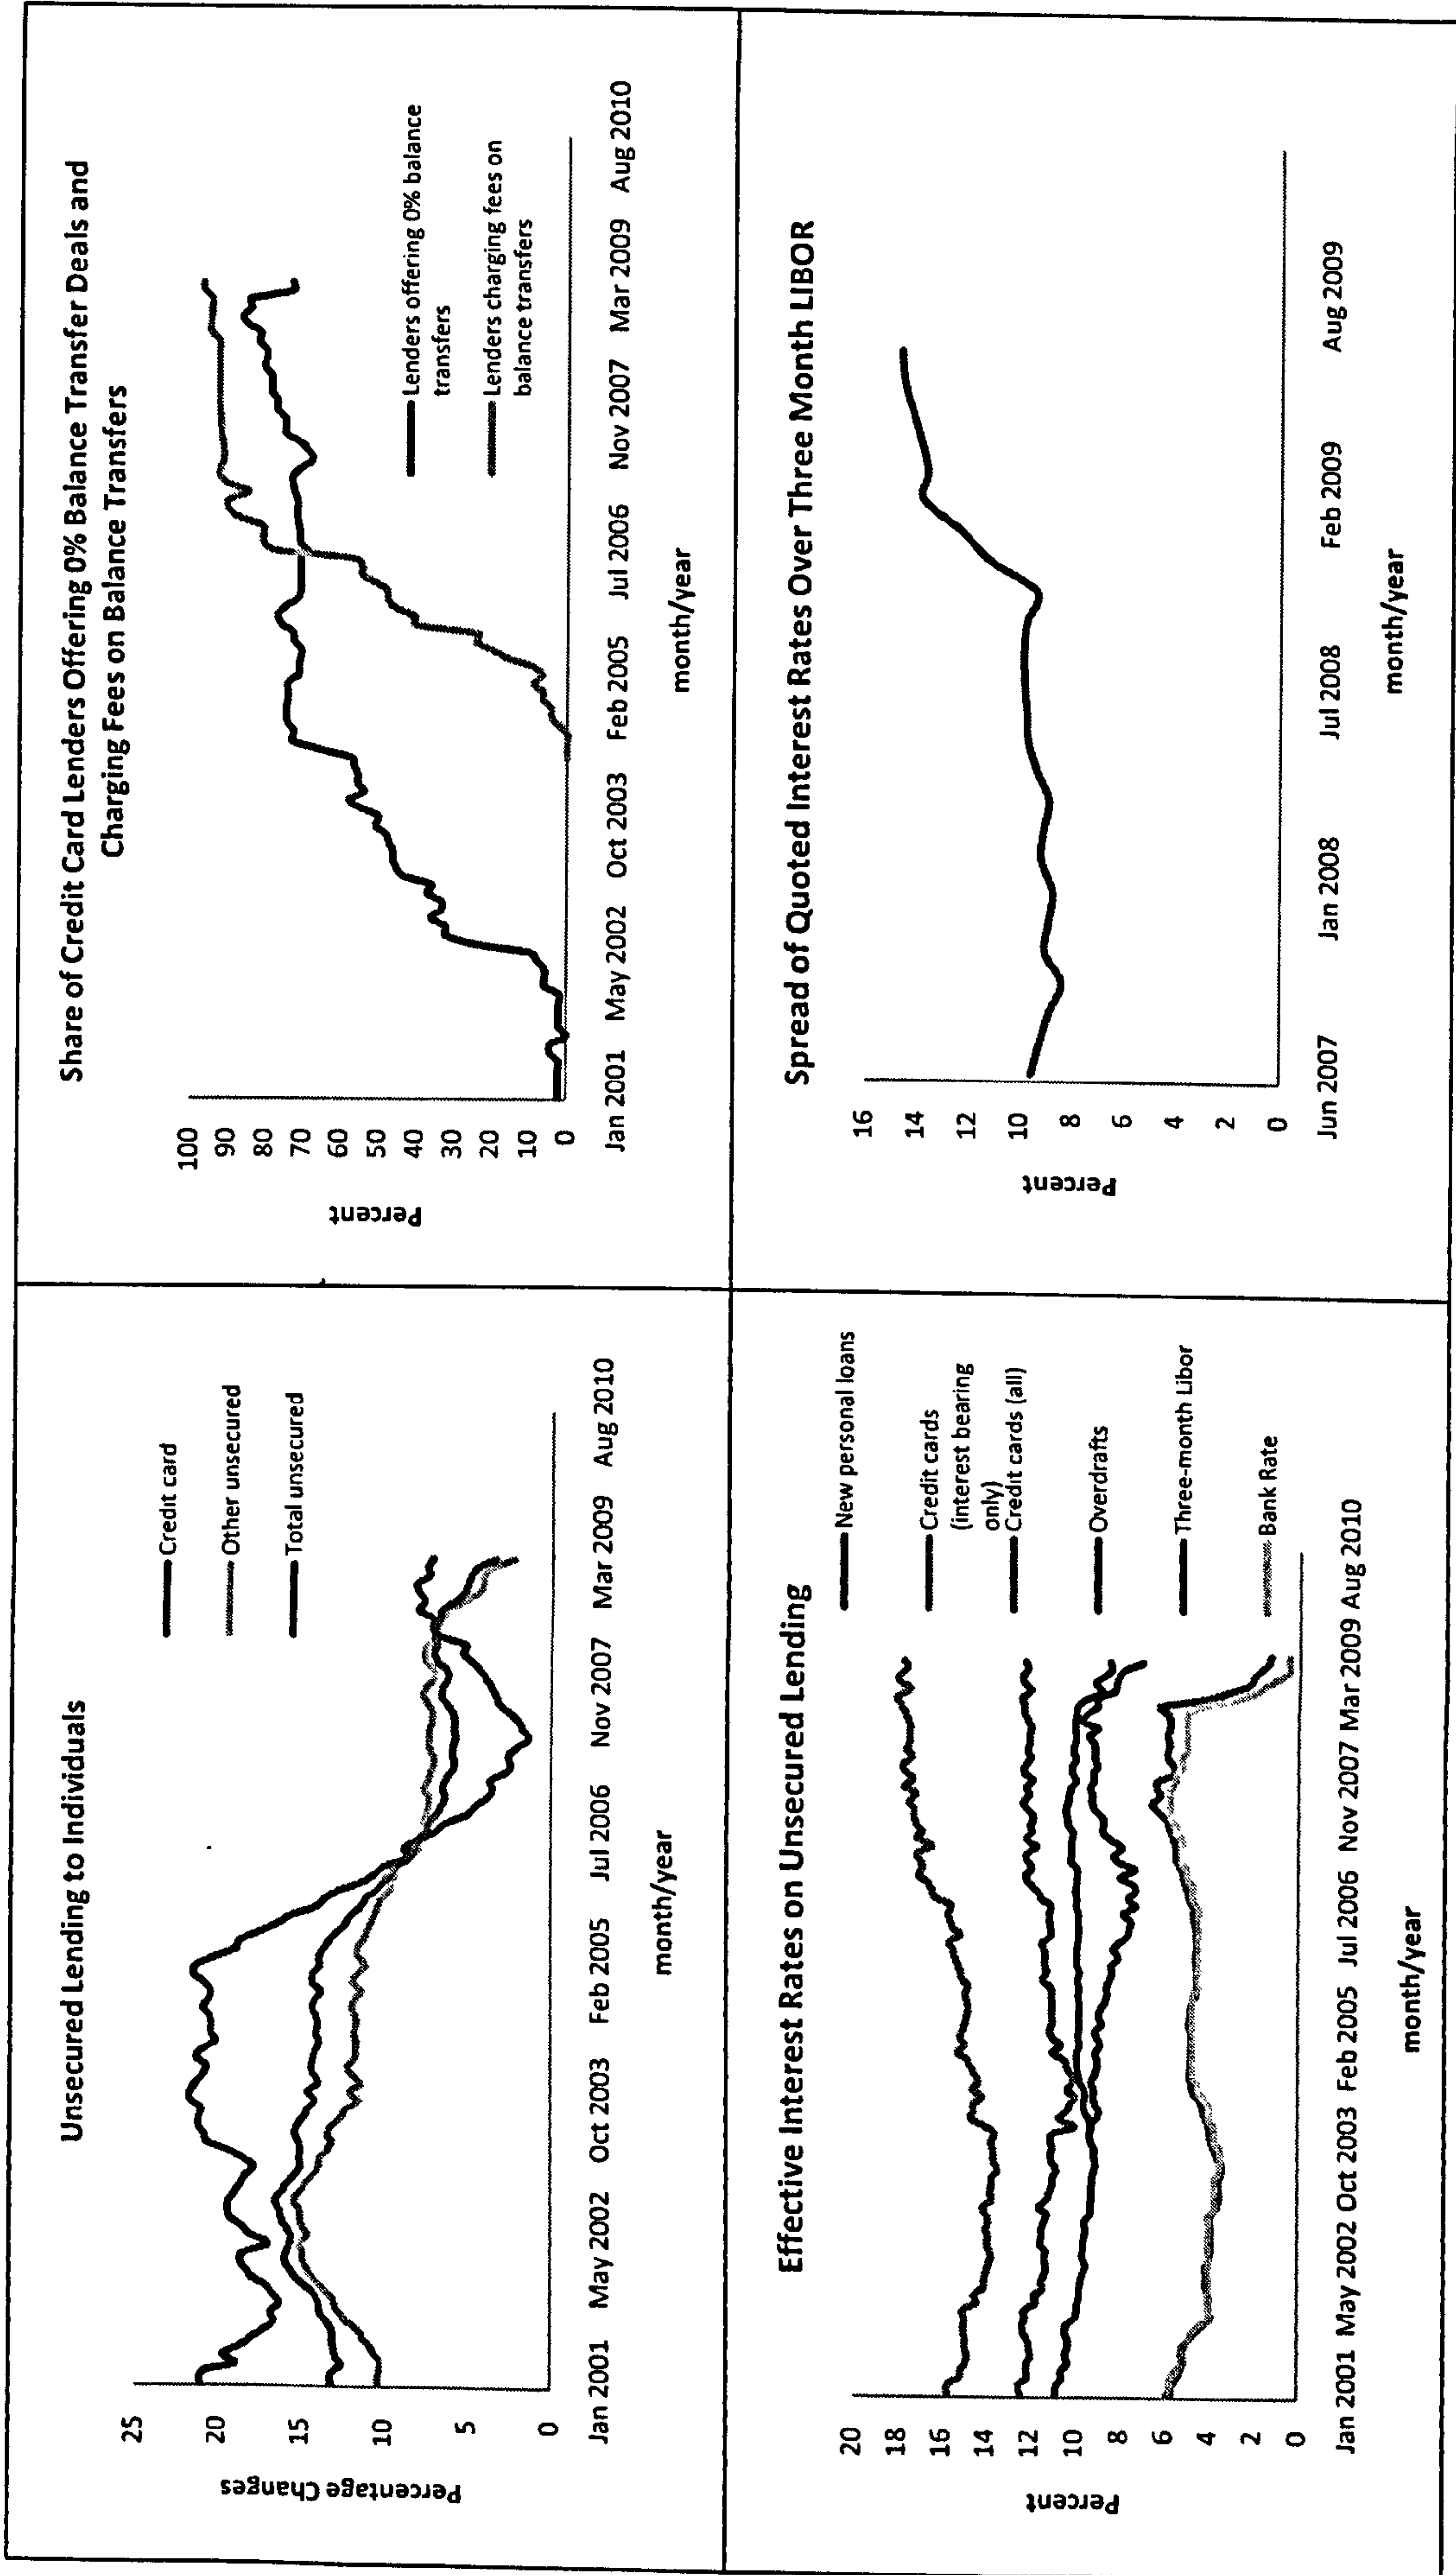 Unsecured Lending to Individuals
Percentage Changes
25
20
15
10
5
0
Credit card
Other unsecured
Total unsecured
Jan 2001 May 2002 Oct 2003 Feb 2005 Jul 2006 Nov 2007 Mar 2009 Aug 2010
month/year
Share of Credit Card Lenders Offering 0% Balance Transfer Deals and
Charging Fees on Balance Transfers
Percent
100
90
80
70
60
50
40
30
20
10
0
Lenders offering 0% balance
transfers
Lenders charging fees on
balance transfers
Jan 2001 May 2002 Oct 2003 Feb 2005 Jul 2006 Nov 2007 Mar 2009 Aug 2010
month/year
Effective Interest Rates on Unsecured Lending
Percent
20
18
16
14
12
10
8
6
4
2
0
New personal loans
Credit cards
(interest bearing
only)
Credit cards (all)
Overdrafts
Three-month Libor
Bank Rate
Jan 2001 May 2002 Oct 2003 Feb 2005 Jul 2006 Nov 2007 Mar 2009 Aug 2010
month/year
Spread of Quoted Interest Rates Over Three Month LIBOR
Percent
16
14
12
10
8
6
4
2
0
Jun 2007 Jan 2008 Jul 2008 Feb 2009 Aug 2009
month/year